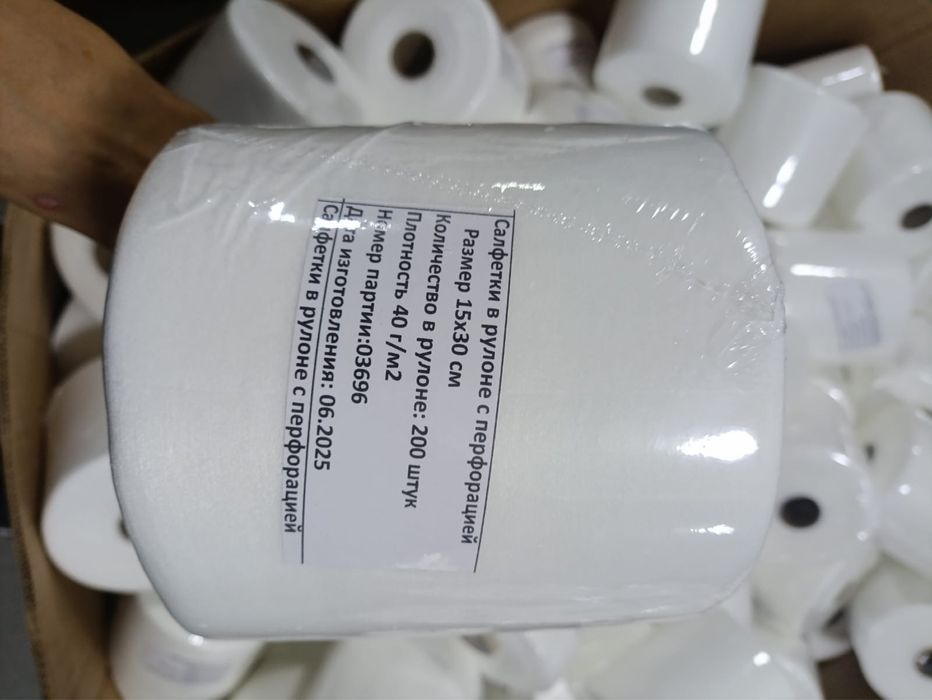 Салфетки в рулоне с перфорацией
Размер 15х30 см
Количество в рулоне: 200 штук
Плотность 40 г/м2
Номер партии:03696
Дата изготовления: 06.2025
Салфетки в рулоне с перфорацией